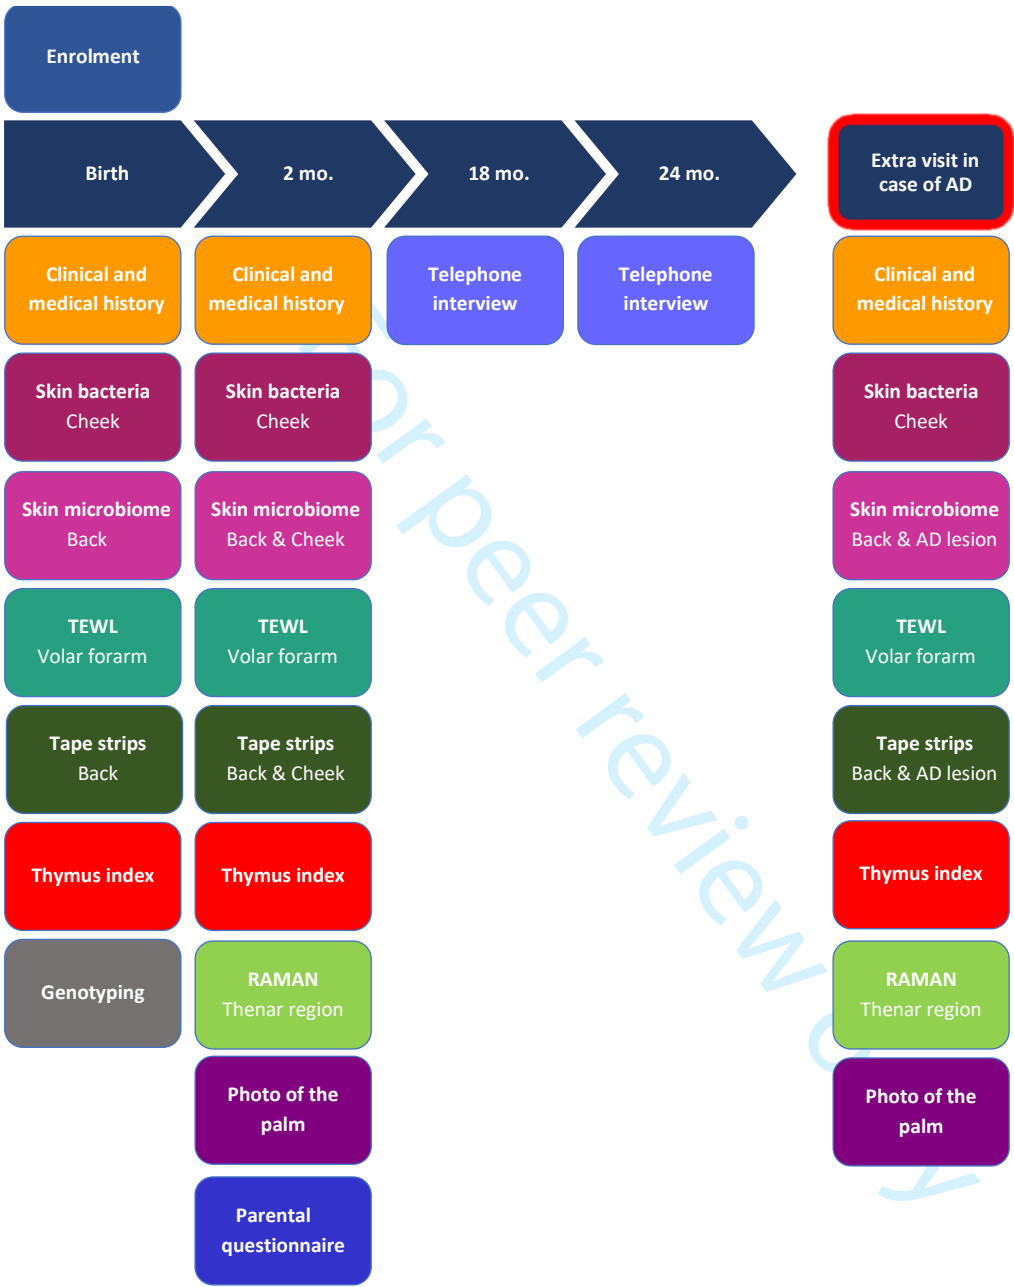 Enrolment
Birth
2 mo.
18 mo.
24 mo.
Extra visit in
case of AD
Clinical and
medical history
Clinical and
medical history
Telephone
interview
Telephone
interview
Clinical and
medical history
Skin bacteria
Cheek
Skin bacteria
Cheek
Skin bacteria
Cheek
Skin microbiome
Back
Skin microbiome
Back & Cheek
Skin microbiome
Back & AD lesion
TEWL
Volar forarm
TEWL
Volar forarm
TEWL
Volar forarm
Tape strips
Back
Tape strips
Back & Cheek
Tape strips
Back & AD lesion
Thymus index
Thymus index
Thymus index
Genotyping
RAMAN
Thenar region
RAMAN
Thenar region
Photo of the
palm
Photo of the
palm
Parental
questionnaire
For peer review only